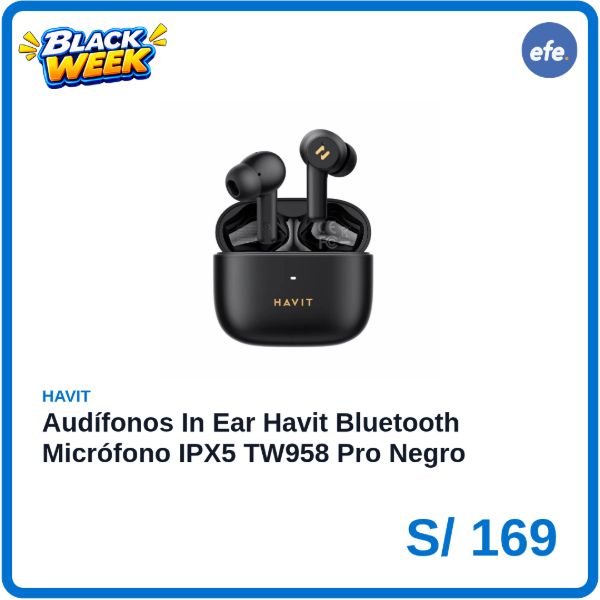 BLACK
WEEK
efe.
HAVIT
HAVIT
Audífonos In Ear Havit Bluetooth
Micrófono IPX5 TW958 Pro Negro
S/ 169